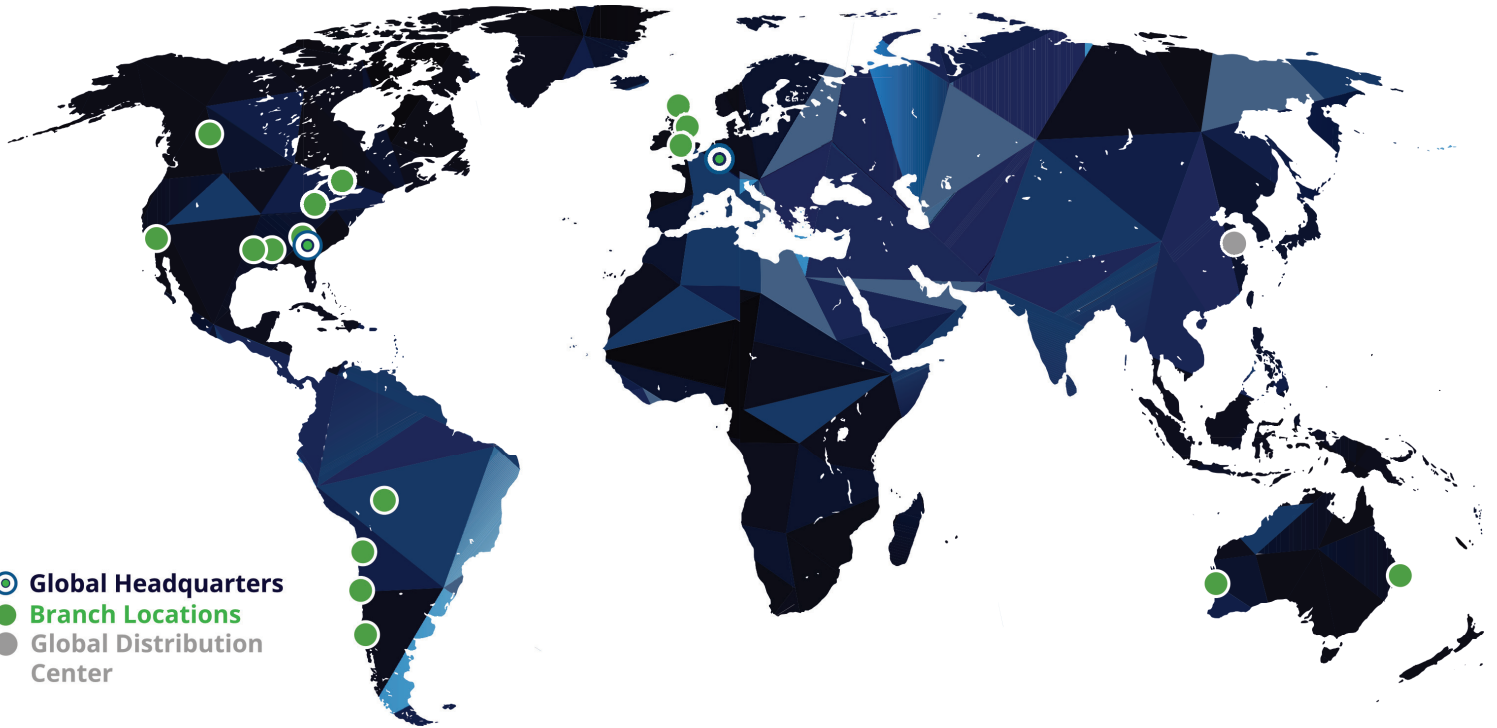 Global Headquarters
Branch Locations
Global Distribution
Center